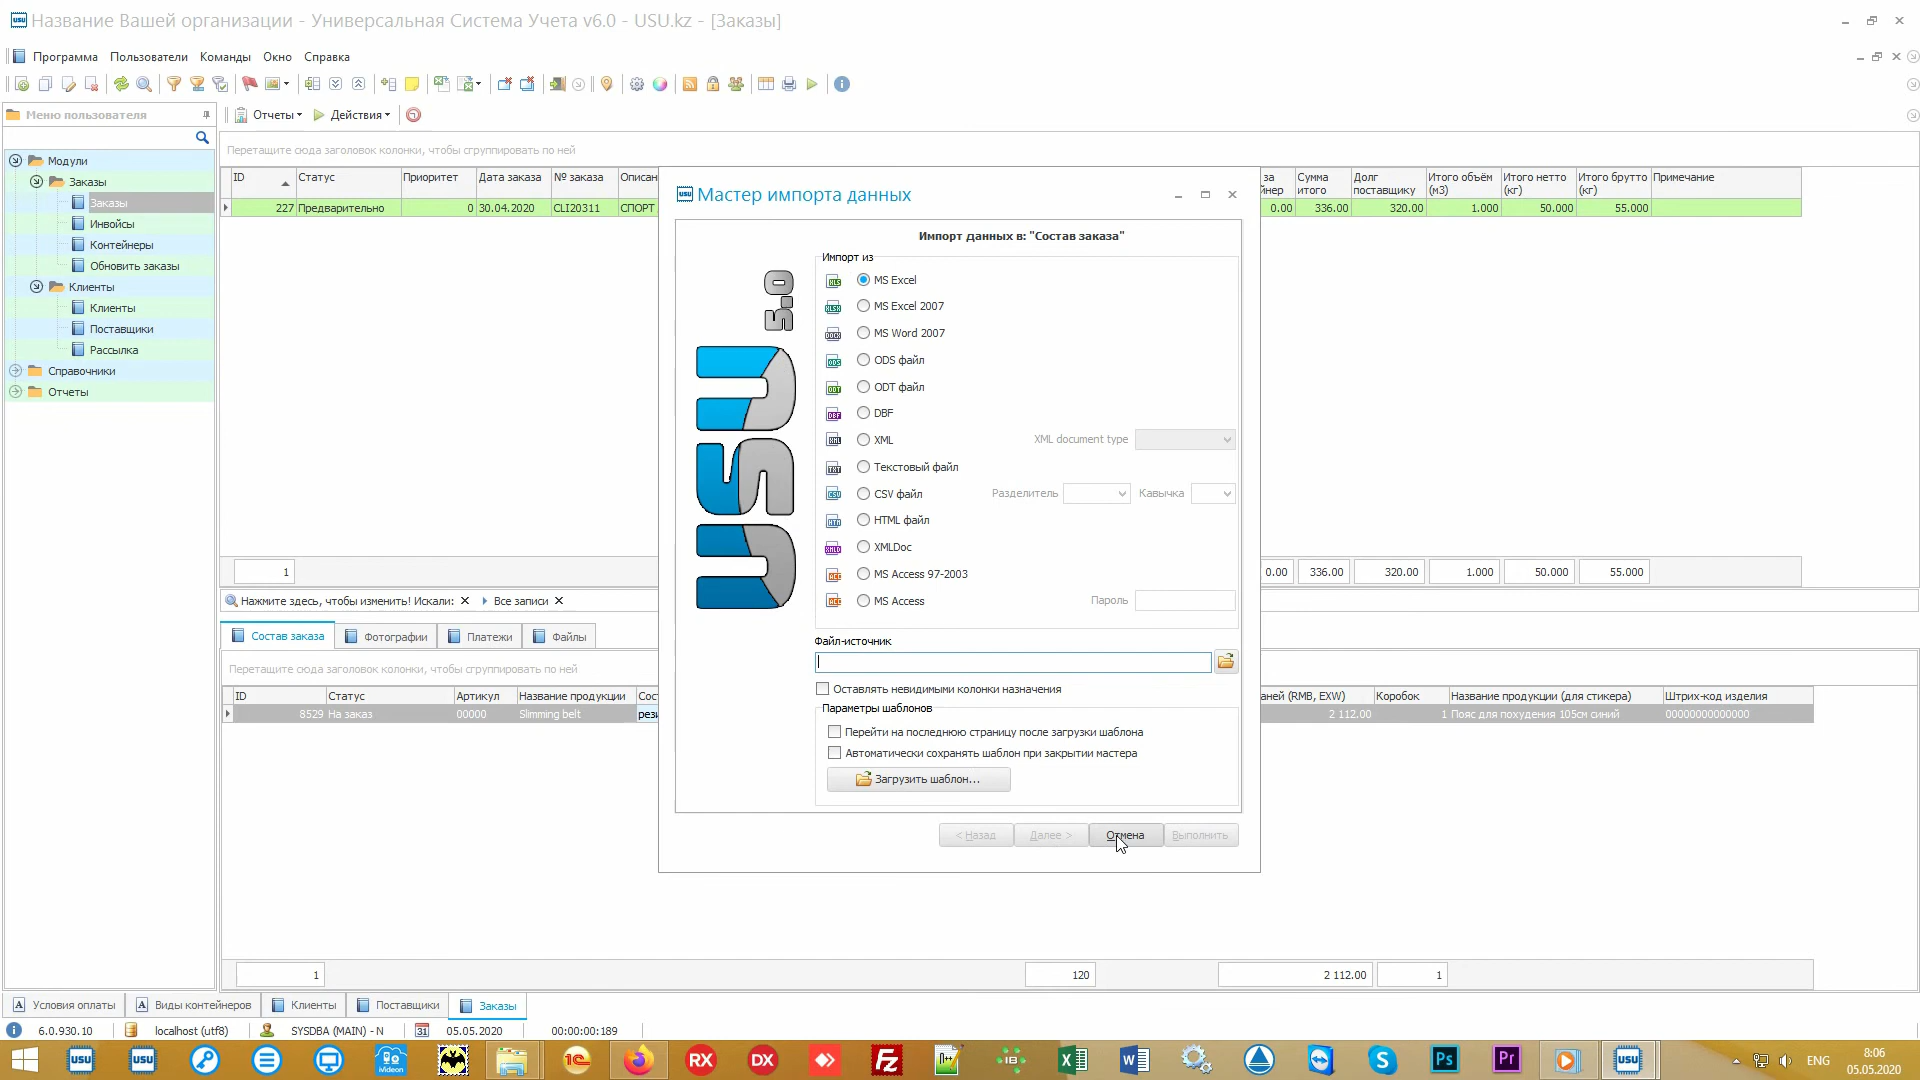 Название Вашей организации - Универсальная Система Учета v6.0 - USU.kz - [Заказы]
Программа Пользователи Команды Окно Справка
Меню пользователя
Отчеты Действия
Перетащите сюда заголовок колонки, чтобы сгруппировать по ней
Модули
Заказы
Заказы
Инвойсы
Контейнеры
Обновить заказы
Клиенты
Клиенты
Поставщики
Рассылка
Справочники
Отчеты
ID Статус Приоритет Дата заказа № заказа Описан
за Сумма итого Долг поставщику Итого объём (м3) Итого нетто (кг) Итого брутто (кг) Примечание
227 Предварительно 0 30.04.2020 CLI20311 СПОРТ
0.00 336.00 320.00 1.000 50.000 55.000
Мастер импорта данных
Импорт данных в: "Состав заказа"
Импорт из
MS Excel
MS Excel 2007
MS Word 2007
ODS файл
ODT файл
DBF
XML XML document type
Текстовый файл
CSV файл Разделитель Кавычка
HTML файл
XMLDoc
MS Access 97-2003
MS Access Пароль
USU 5.0
Файл-источник
Оставлять невидимыми колонки назначения
Параметры шаблонов
Перейти на последнюю страницу после загрузки шаблона
Автоматически сохранять шаблон при закрытии мастера
Загрузить шаблон...
< Назад Далее > Отмена Выполнить
1 0.00 336.00 320.00 1.000 50.000 55.000
Нажмите здесь, чтобы изменить! Искали: Все записи
Состав заказа Фотографии Платежи Файлы
Перетащите сюда заголовок колонки, чтобы сгруппировать по ней
ID Статус Артикул Название продукции Сос
аней (RMB, EXW) Коробок Название продукции (для стикера) Штрих-код изделия
8529 На заказ 00000 Slimming belt рези
2 112.00 1 Пояс для похудения 105см синий 00000000000000
1 120 2 112.00 1
Условия оплаты Виды контейнеров Клиенты Поставщики Заказы
6.0.930.10 localhost (utf8) SYSDBA (MAIN) - N 05.05.2020 00:00:00:189
ENG 8:06
05.05.2020